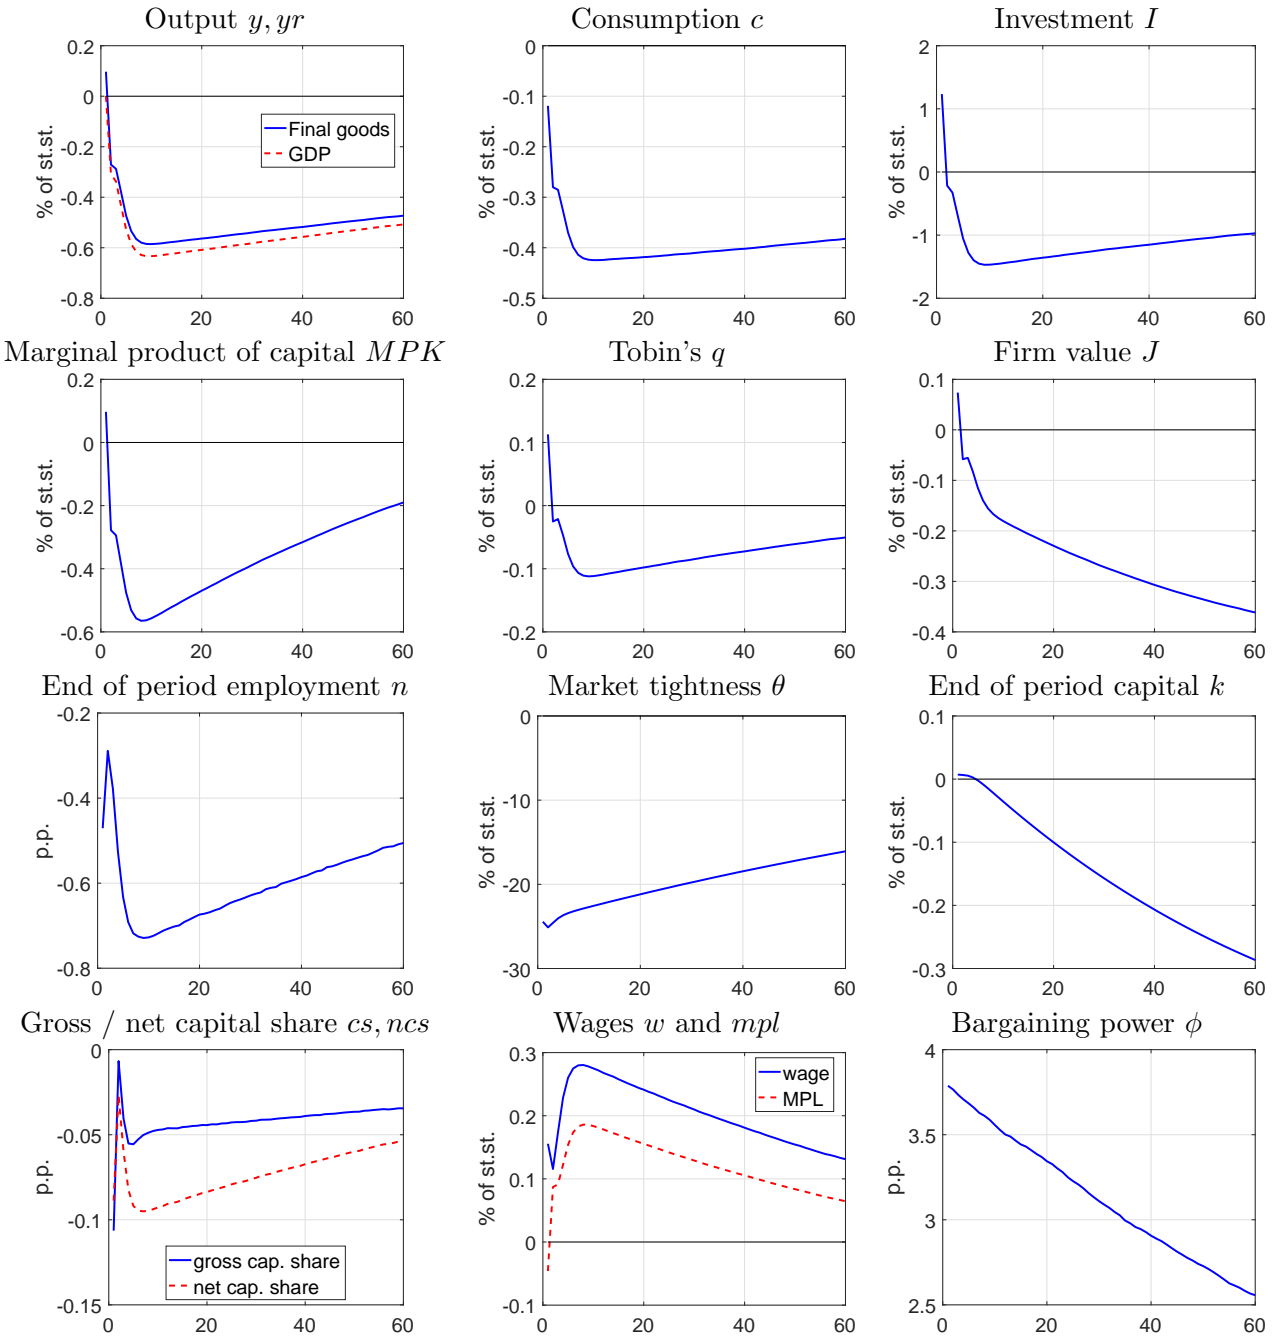 Output y, yr
Consumption c
Investment I
0.2
0
-0.2
-0.4
-0.6
-0.8
% of st.st.
Final goods
GDP
0 20 40 60
0
-0.1
-0.2
-0.3
-0.4
-0.5
% of st.st.
0 20 40 60
2
1
0
-1
-2
% of st.st.
0 20 40 60
Marginal product of capital MPK
Tobin's q
Firm value J
0.2
0
-0.2
-0.4
-0.6
% of st.st.
0 20 40 60
0.2
0.1
0
-0.1
-0.2
% of st.st.
0 20 40 60
0.1
0
-0.1
-0.2
-0.3
-0.4
% of st.st.
0 20 40 60
End of period employment n
Market tightness θ
End of period capital k
-0.2
-0.4
-0.6
-0.8
p.p.
0 20 40 60
0
-10
-20
-30
% of st.st.
0 20 40 60
0.1
0
-0.1
-0.2
-0.3
% of st.st.
0 20 40 60
Gross / net capital share cs, ncs
Wages w and mpl
Bargaining power ϕ
0
-0.05
-0.1
-0.15
p.p.
gross cap. share
net cap. share
0 20 40 60
0.3
0.2
0.1
0
-0.1
% of st.st.
wage
MPL
0 20 40 60
4
3.5
3
2.5
p.p.
0 20 40 60